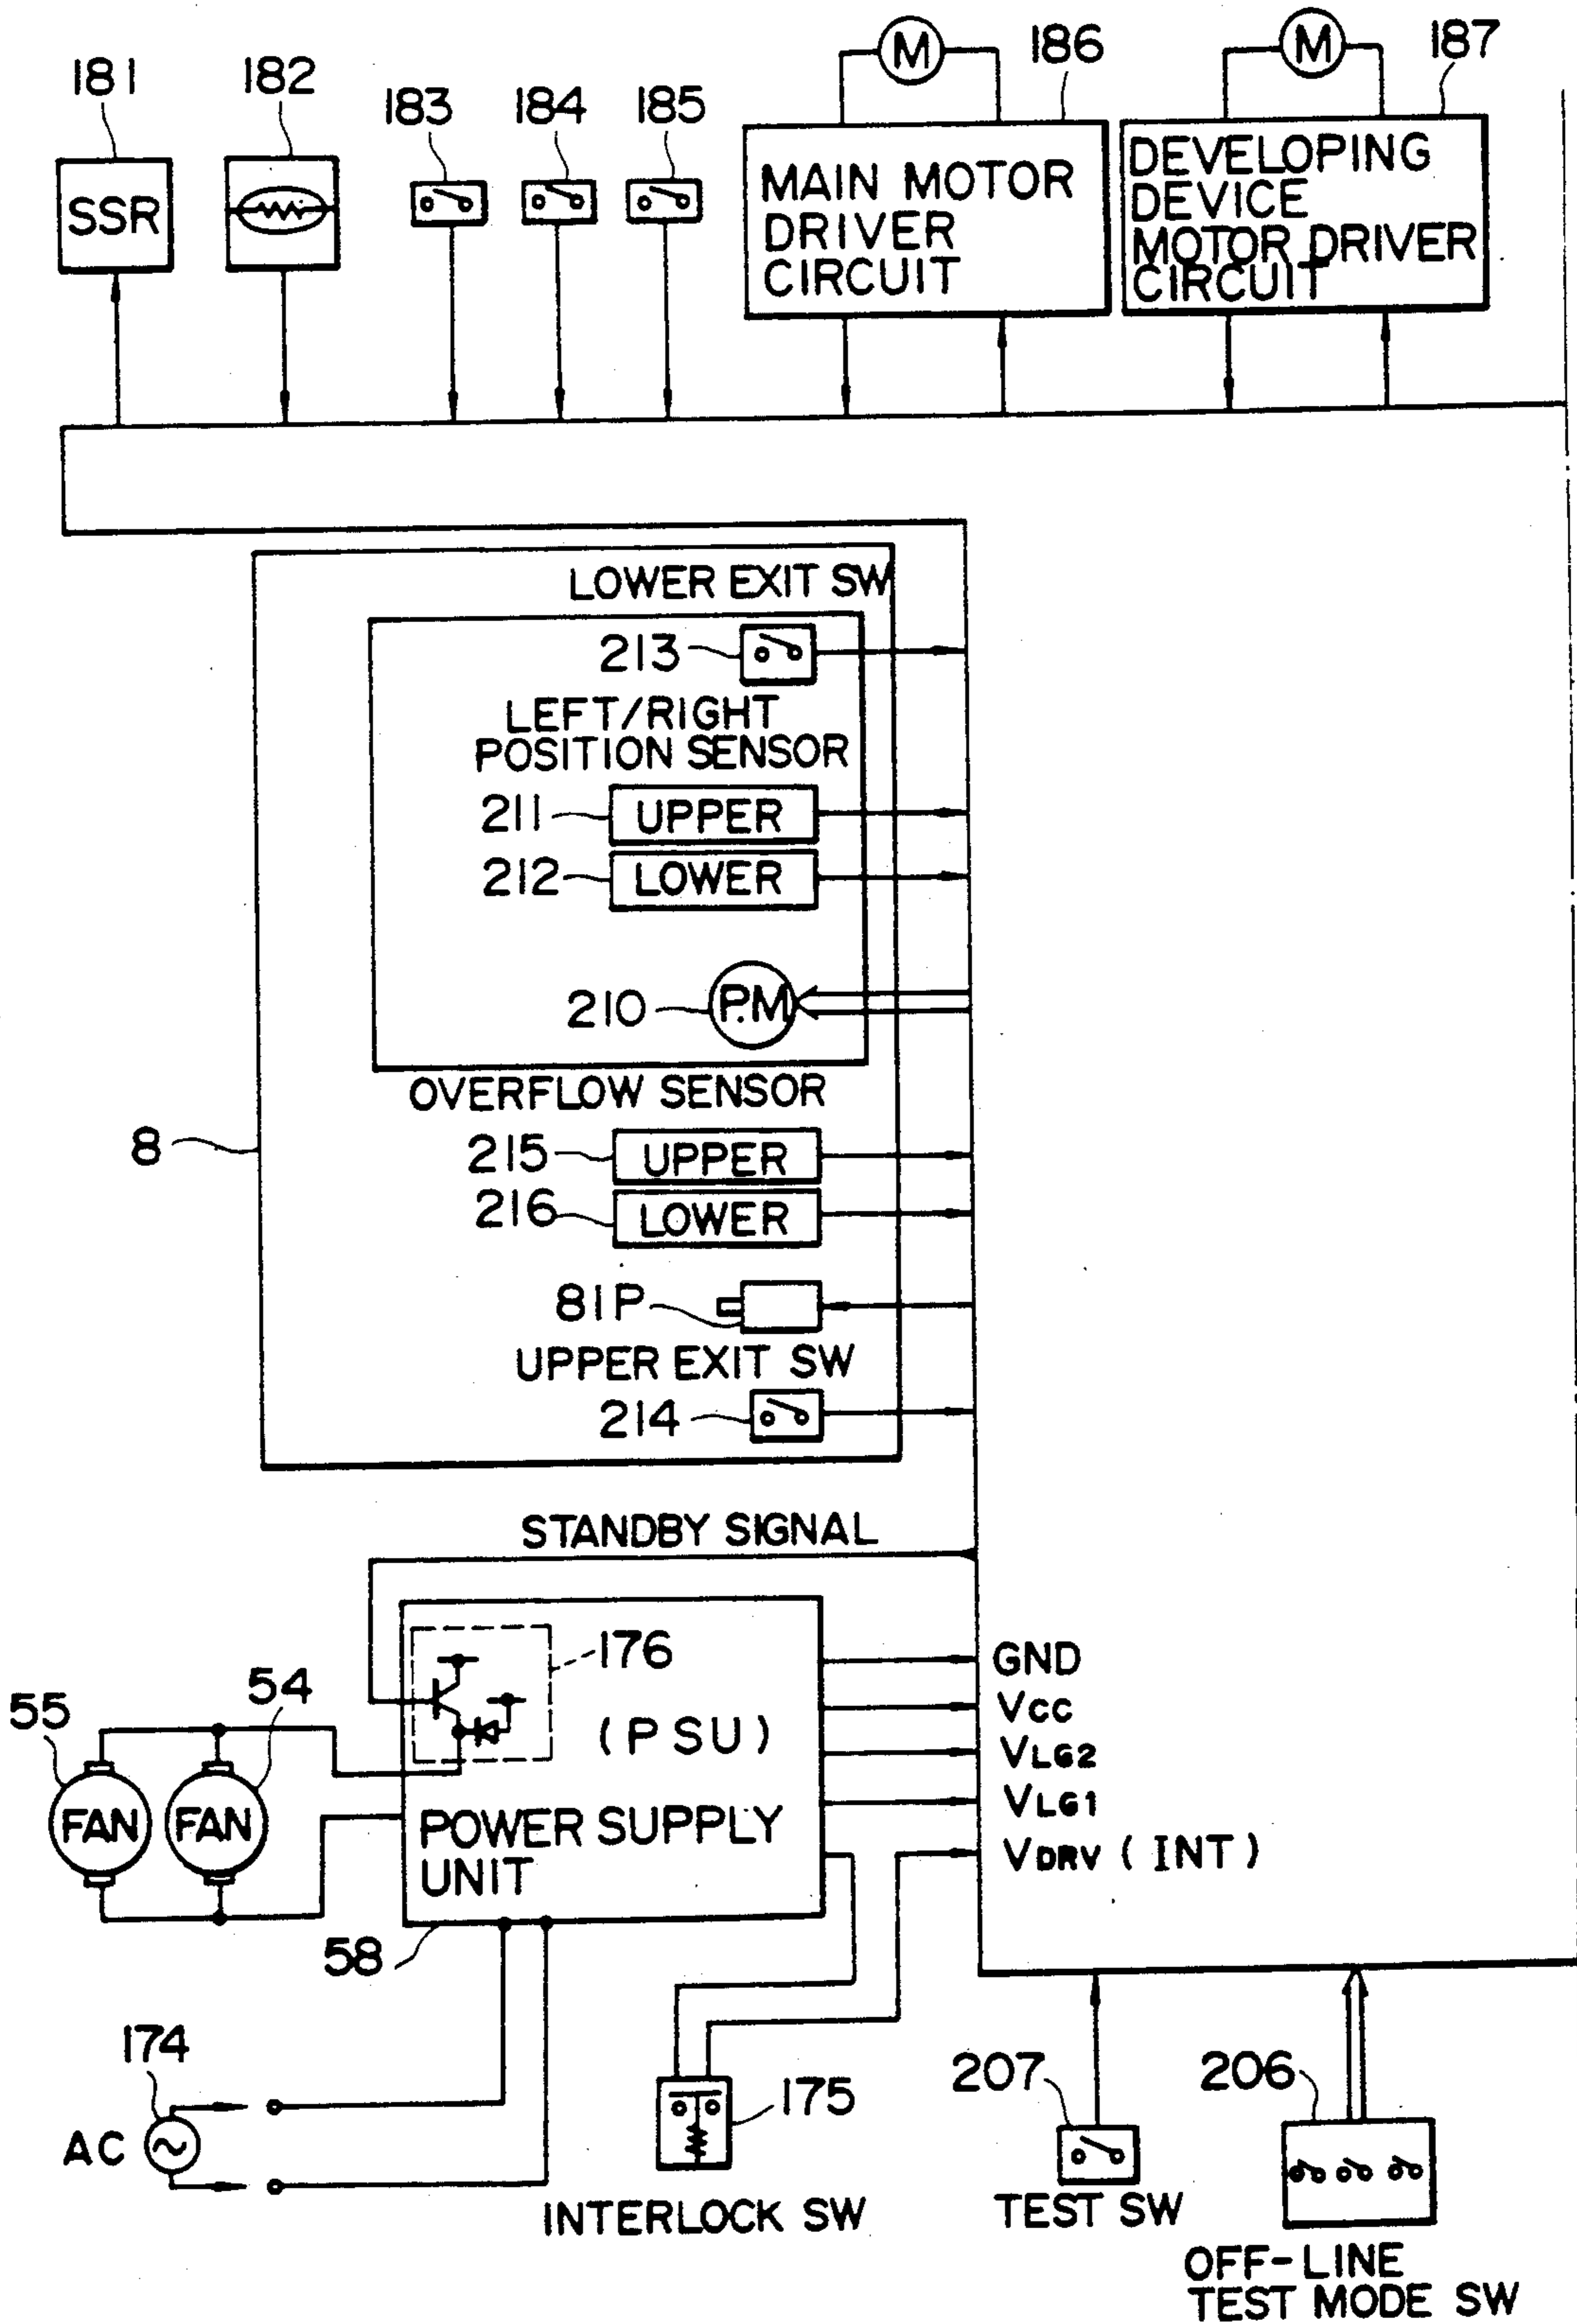 181
182
183
184
185
M
186
M
187
SSR
MAIN MOTOR
DRIVER
CIRCUIT
DEVELOPING
DEVICE
MOTOR DRIVER
CIRCUIT
LOWER EXIT SW
213
LEFT/RIGHT
POSITION SENSOR
211
UPPER
212
LOWER
210
P.M
OVERFLOW SENSOR
8
215
UPPER
216
LOWER
81P
UPPER EXIT SW
214
STANDBY SIGNAL
176
(PSU)
POWER SUPPLY
UNIT
58
55
54
FAN
FAN
GND
VCC
VLG2
VLG1
VDRV (INT)
174
AC
175
INTERLOCK SW
207
TEST SW
206
OFF-LINE
TEST MODE SW